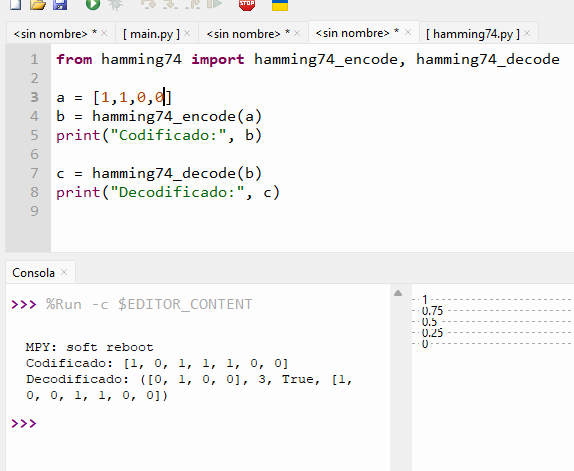 STOP
<sin nombre> * × [ main.py ] × <sin nombre> * × <sin nombre> * × [ hamming74.py ] ×
1 from hamming74 import hamming74_encode, hamming74_decode
2
3 a = [1,1,0,0]
4 b = hamming74_encode(a)
5 print("Codificado:", b)
6
7 c = hamming74_decode(b)
8 print("Decodificado:", c)
9
Consola ×
>>> %Run -c $EDITOR_CONTENT
MPY: soft reboot
Codificado: [1, 0, 1, 1, 1, 0, 0]
Decodificado: ([0, 1, 0, 0], 3, True, [1,
0, 0, 1, 1, 0, 0])
>>>
1
0.75
0.5
0.25
0